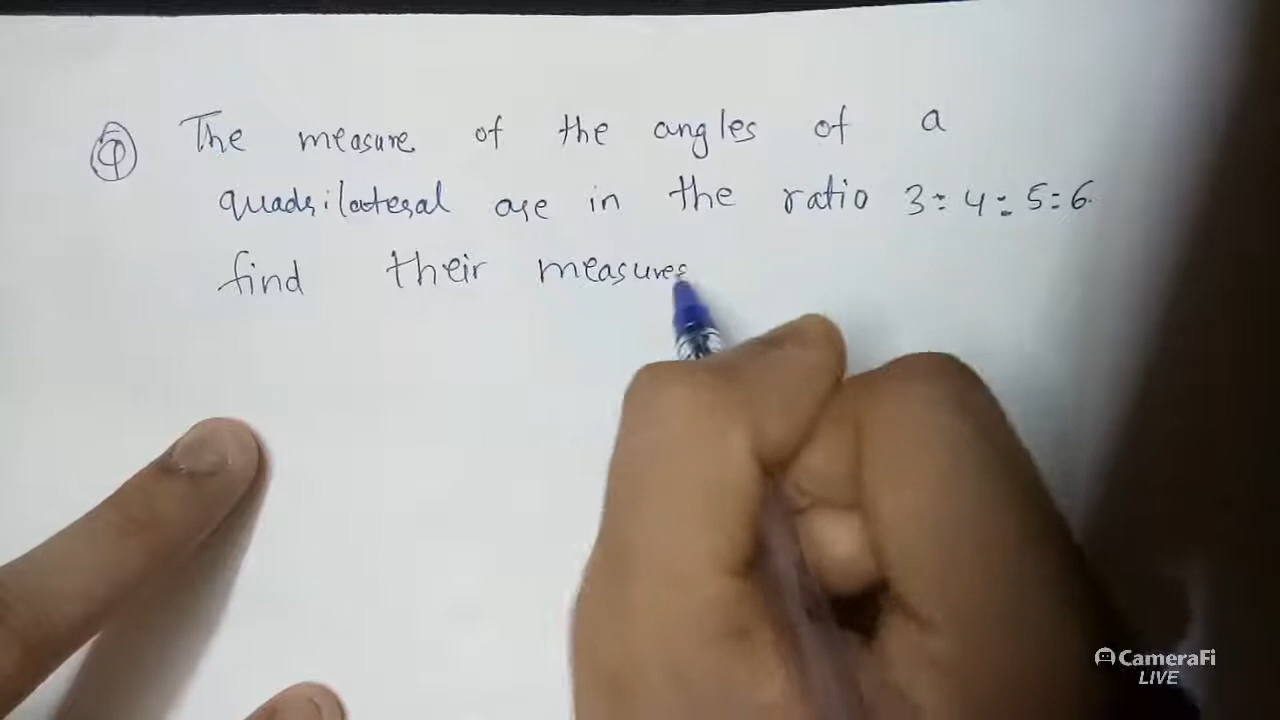 Q The measure of the angles of a
quadrilateral are in the ratio 3:4:5:6.
find their measures
CameraFi
LIVE